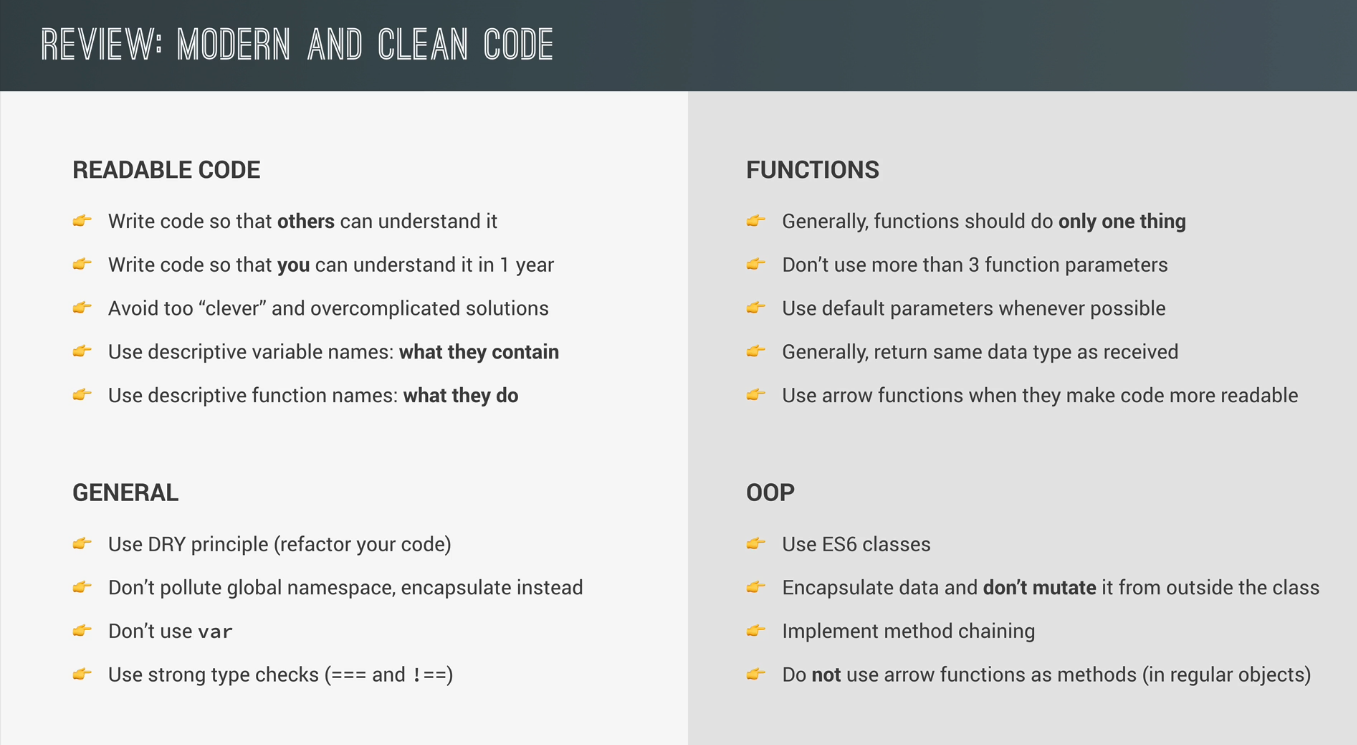 REVIEW: MODERN AND CLEAN CODE
READABLE CODE
👉 Write code so that others can understand it
👉 Write code so that you can understand it in 1 year
👉 Avoid too “clever” and overcomplicated solutions
👉 Use descriptive variable names: what they contain
👉 Use descriptive function names: what they do
GENERAL
👉 Use DRY principle (refactor your code)
👉 Don’t pollute global namespace, encapsulate instead
👉 Don’t use var
👉 Use strong type checks (=== and !==)
FUNCTIONS
👉 Generally, functions should do only one thing
👉 Don’t use more than 3 function parameters
👉 Use default parameters whenever possible
👉 Generally, return same data type as received
👉 Use arrow functions when they make code more readable
OOP
👉 Use ES6 classes
👉 Encapsulate data and don’t mutate it from outside the class
👉 Implement method chaining
👉 Do not use arrow functions as methods (in regular objects)